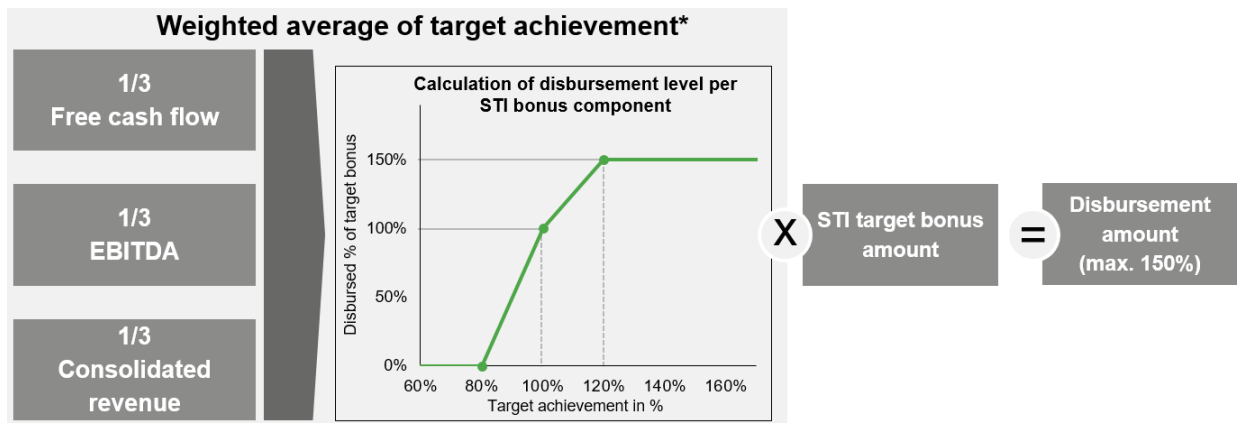 Weighted average of target achievement*
1/3
Free cash flow
1/3
EBITDA
1/3
Consolidated
revenue
Calculation of disbursement level per
STI bonus component
Disbursed % of target bonus
150%
100%
50%
0%
60% 80% 100% 120% 140% 160%
Target achievement in %
X
STI target bonus
amount
=
Disbursement
amount
(max. 150%)